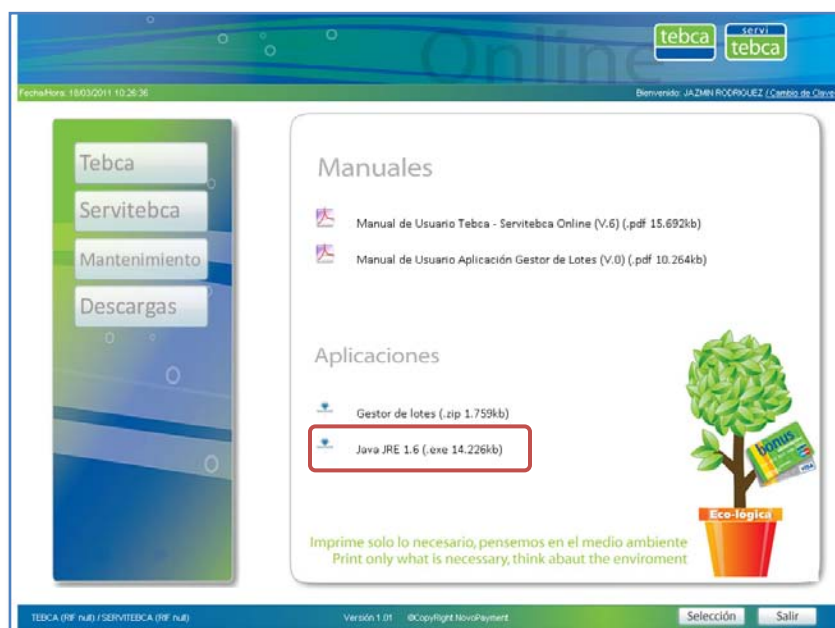 Online
tebca
servi
tebca
Fecha/Hora: 18/03/2011 10:26:36
Bienvenido: JAZMIN RODRIGUEZ (Cambio de Clave
Tebca
Servitebca
Mantenimiento
Descargas
Manuales
Manual de Usuario Tebca - Servitebca Online (V.6) (.pdf 15.692kb)
Manual de Usuario Aplicación Gestor de Lotes (V.0) (.pdf 10.264kb)
Aplicaciones
Gestor de lotes (.zip 1.759kb)
Java JRE 1.6 (.exe 14.226kb)
bonus
VISA
Eco-lógica
Imprime solo lo necesario, pensemos en el medio ambiente
Print only what is necessary, think abaut the enviroment
TEBCA (RIF null) / SERVITEBCA (RIF null)
Versión 1.01 ©CopyRight NovoPayment
Selección
Salir